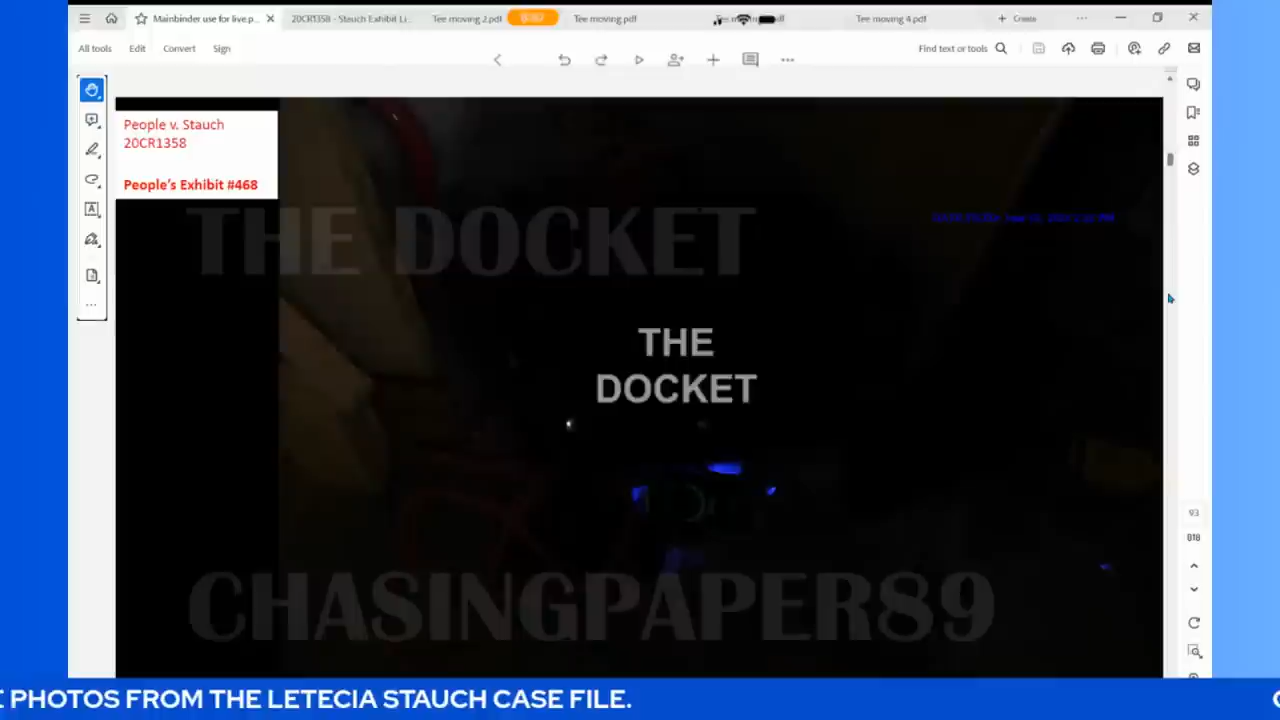 Mainbinder use for live.p...
20CR1358 - Stauch Exhibit Li...
Tee moving 2.pdf
Tee moving.pdf
Tee moving 4.pdf
Create
All tools
Edit
Convert
Sign
Find text or tools
People v. Stauch
20CR1358
People's Exhibit #468
THE DOCKET
THE
DOCKET
CHASINGPAPER89
93
818
PHOTOS FROM THE LETECIA STAUCH CASE FILE.